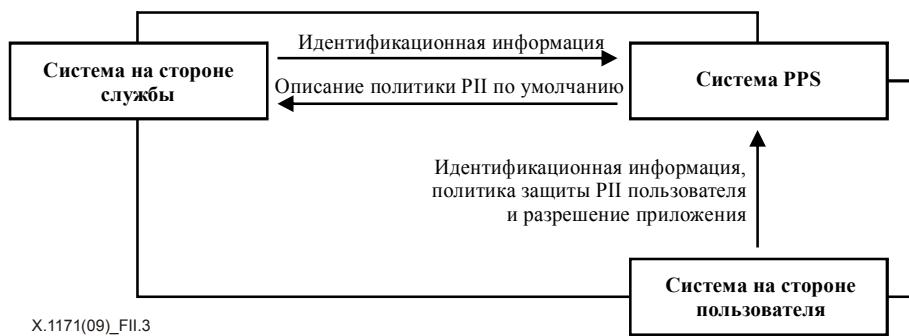 Идентификационная информация
Система на стороне
службы
Система PPS
Описание политики PII по умолчанию
Идентификационная информация,
политика защиты PII пользователя
и разрешение приложения
Система на стороне
пользователя
X.1171(09)_FII.3